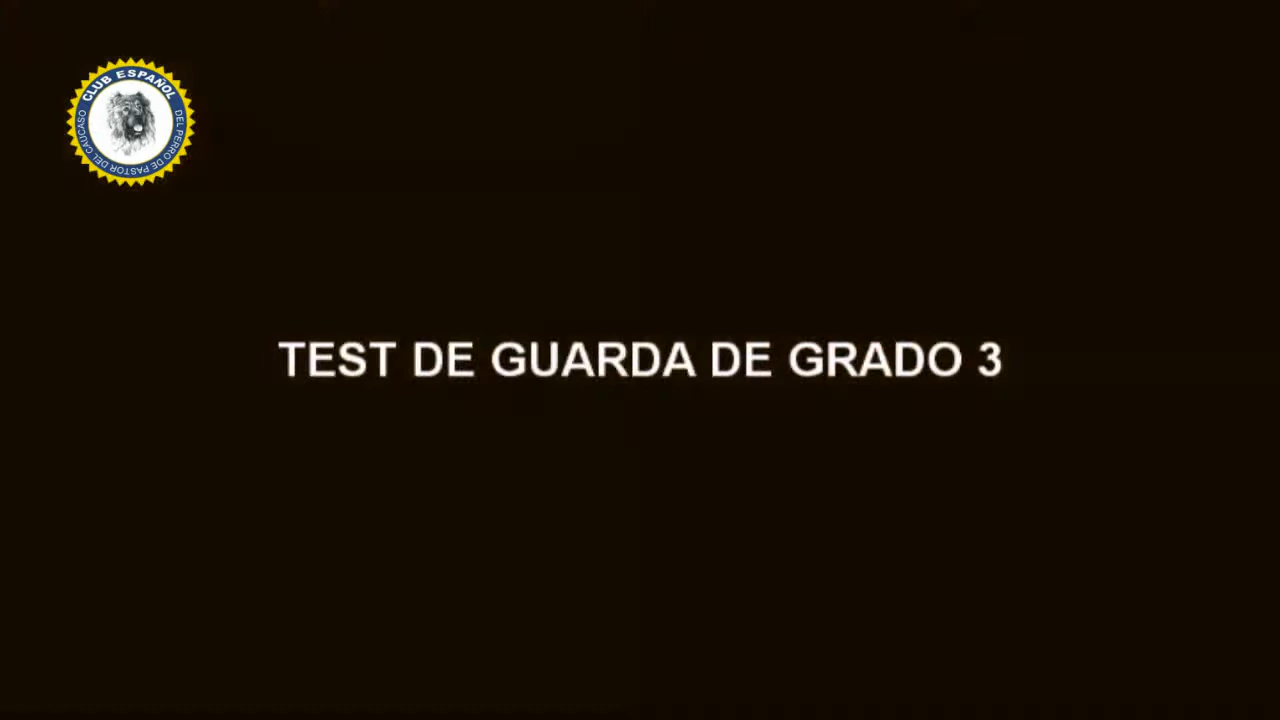 CLUB ESPAÑOL
DEL PERRO DE PASTOR DEL CAUCASO
TEST DE GUARDA DE GRADO 3